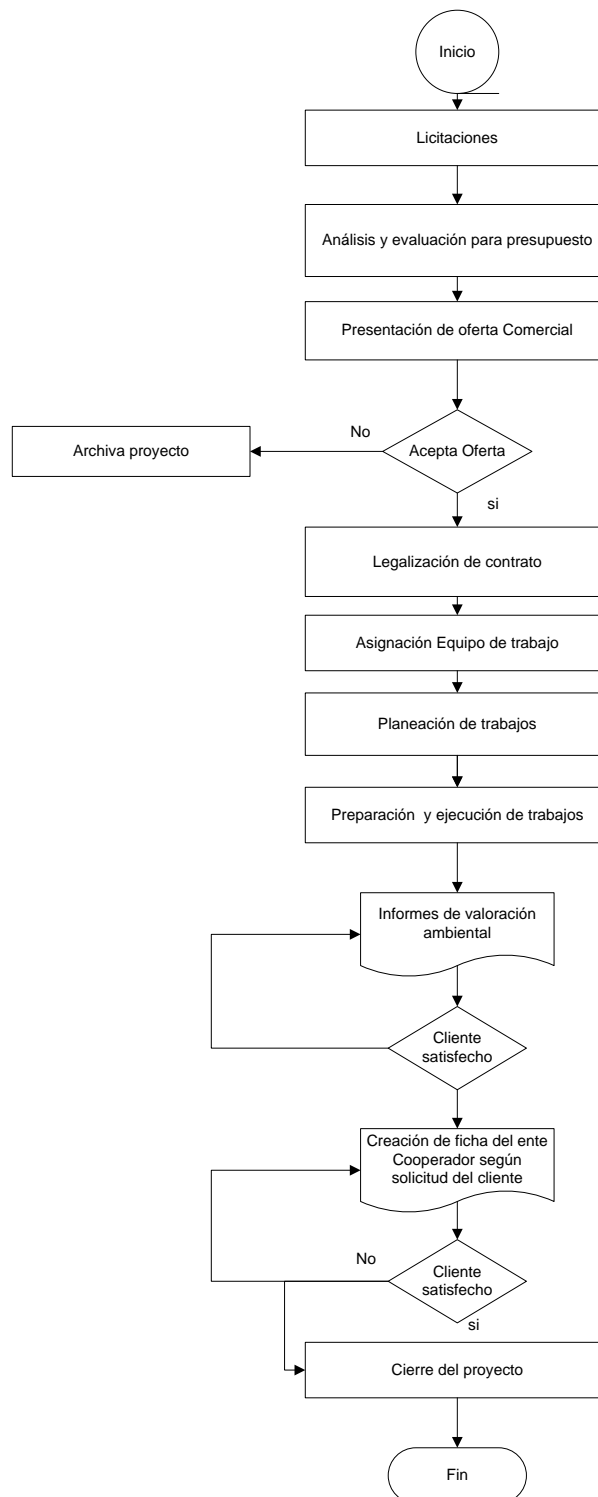 Inicio
Licitaciones
Análisis y evaluación para presupuesto
Presentación de oferta Comercial
No
Archiva proyecto
Acepta Oferta
si
Legalización de contrato
Asignación Equipo de trabajo
Planeación de trabajos
Preparación  y ejecución de trabajos
Informes de valoración
ambiental
Cliente
satisfecho
Creación de ficha del ente
Cooperador según
solicitud del cliente
No
Cliente
satisfecho
si
Cierre del proyecto
Fin